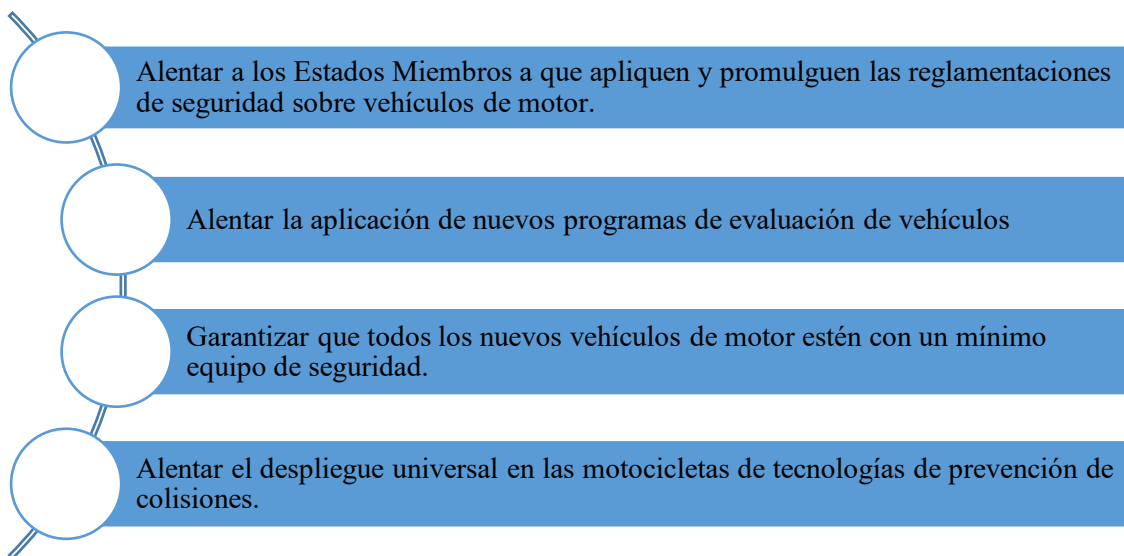 Alentar a los Estados Miembros a que apliquen y promulguen las reglamentaciones
de seguridad sobre vehículos de motor.
Alentar la aplicación de nuevos programas de evaluación de vehículos
Garantizar que todos los nuevos vehículos de motor estén con un mínimo
equipo de seguridad.
Alentar el despliegue universal en las motocicletas de tecnologías de prevención de
colisiones.